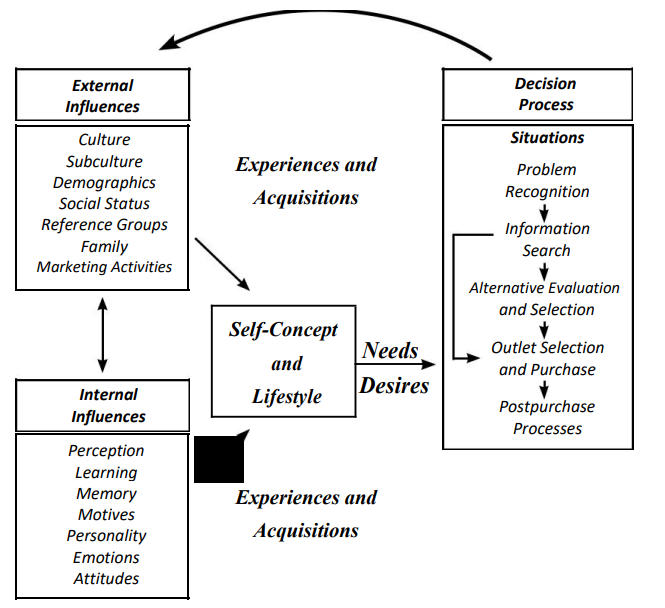 External
Influences
Culture
Subculture
Demographics
Social Status
Reference Groups
Family
Marketing Activities
Experiences and
Acquisitions
Decision
Process
Situations
Problem
Recognition
Information
Search
Alternative Evaluation
and Selection
Outlet Selection
and Purchase
Postpurchase
Processes
Self-Concept
and
Lifestyle
Needs
Desires
Internal
Influences
Perception
Learning
Memory
Motives
Personality
Emotions
Attitudes
Experiences and
Acquisitions